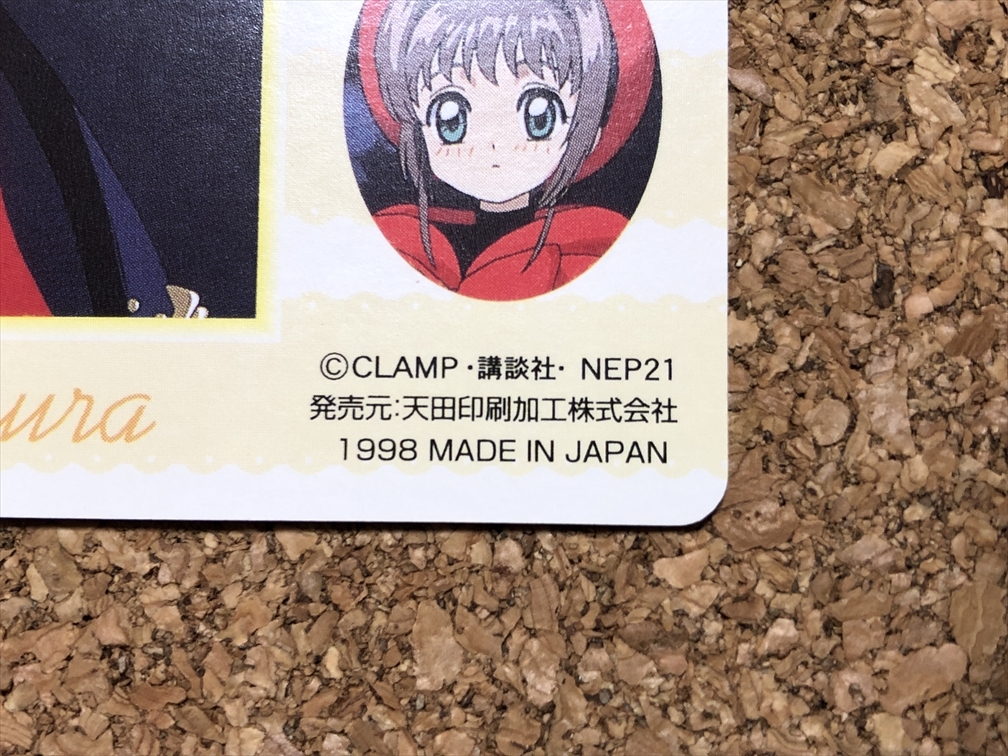 ura
©CLAMP・講談社・ NEP21
発売元:天田印刷加工株式会社
1998 MADE IN JAPAN